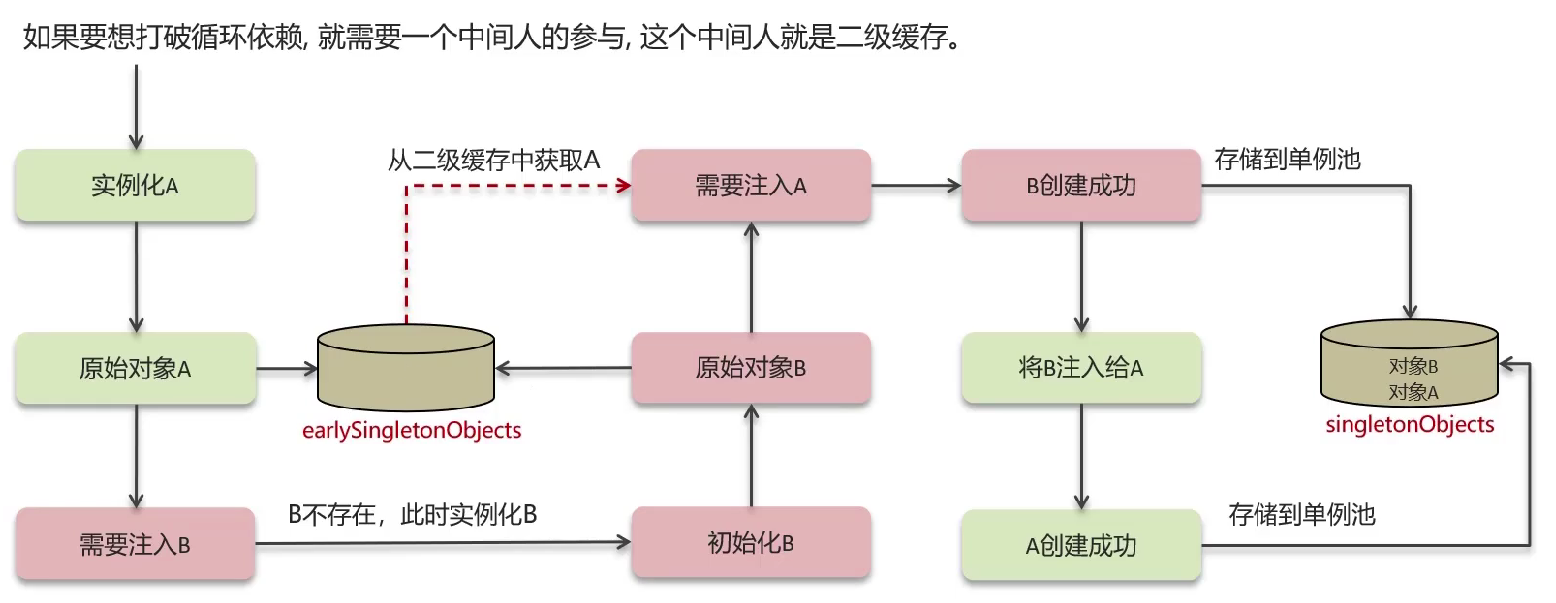 如果要想打破循环依赖, 就需要一个中间人的参与, 这个中间人就是二级缓存。
实例化A
从二级缓存中获取A
需要注入A
B创建成功
存储到单例池
原始对象A
earlySingletonObjects
原始对象B
将B注入给A
对象B
对象A
singletonObjects
需要注入B
B不存在，此时实例化B
初始化B
A创建成功
存储到单例池